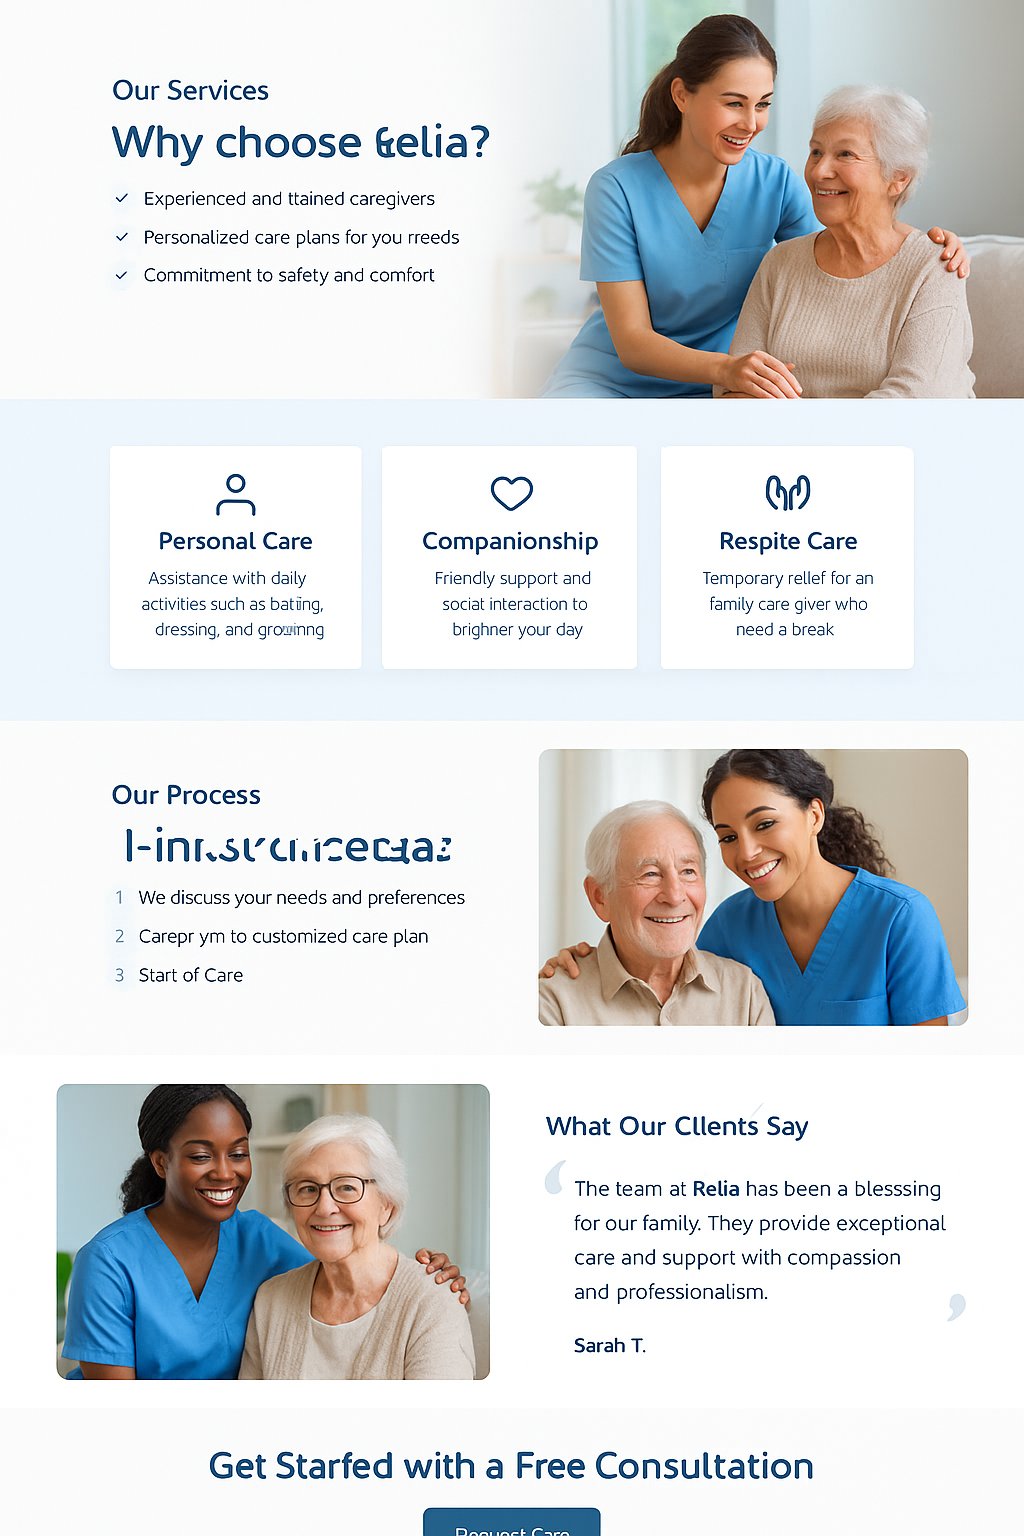 Our Services
Why choose Relia?
Experienced and ttained caregivers
Personalized care plans for you rreeds
Commitment to safety and comfort
Personal Care
Assistance with daily
activities such as batiing,
dressing, and
Companionship
Friendly support and
sociat interaction to
brighner your day
Respite Care
Temporary rellef for an
family care giver who
need a break
Our Process
1 We discuss your needs and preferences
2 Carepr ym to customized care plan
3 Start of Care
What Our Cllents Say
The team at Relia has been a blesssing
for our family. They provide exceptional
care and support with compassion
and professionalism.
Sarah T.
Get Starfed with a Free Consultation
Request Care